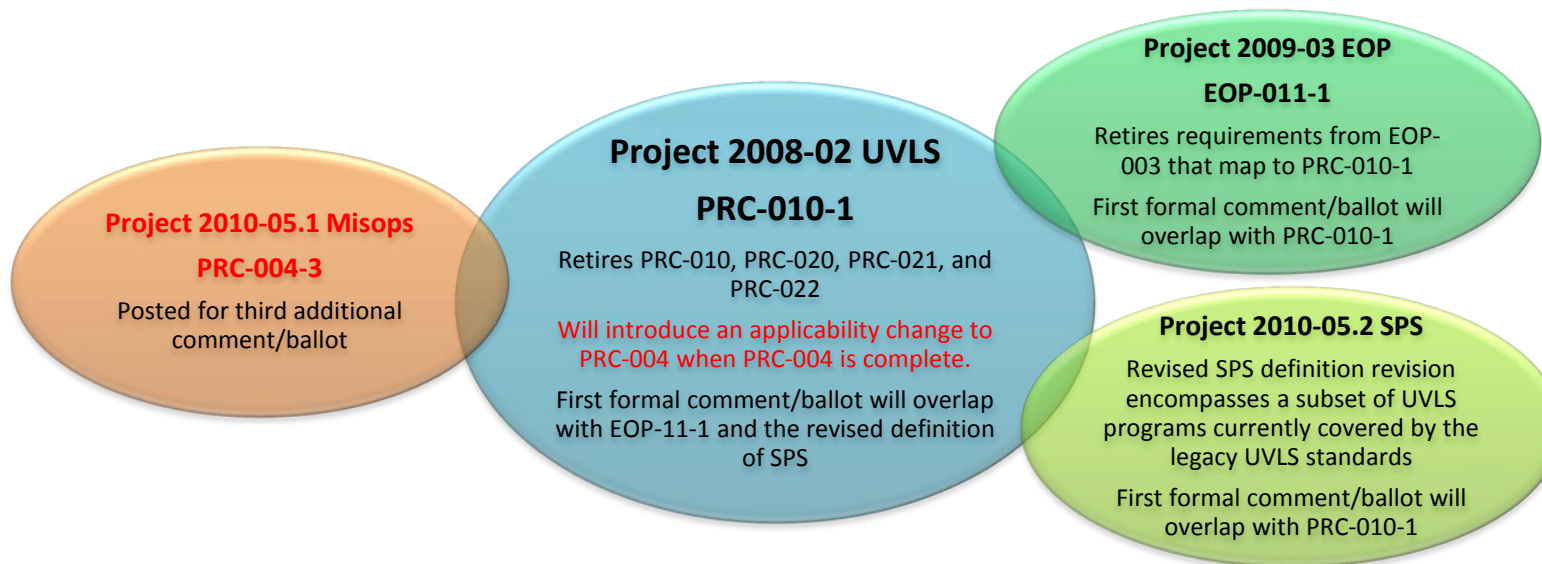 Project 2010-05.1 Misops
PRC-004-3
Posted for third additional
comment/ballot
Project 2008-02 UVLS
PRC-010-1
Retires PRC-010, PRC-020, PRC-021, and
PRC-022
Will introduce an applicability change to
PRC-004 when PRC-004 is complete.
First formal comment/ballot will overlap
with EOP-11-1 and the revised definition
of SPS
Project 2009-03 EOP
EOP-011-1
Retires requirements from EOP-
003 that map to PRC-010-1
First formal comment/ballot will
overlap with PRC-010-1
Project 2010-05.2 SPS
Revised SPS definition revision
encompasses a subset of UVLS
programs currently covered by the
legacy UVLS standards
First formal comment/ballot will
overlap with PRC-010-1